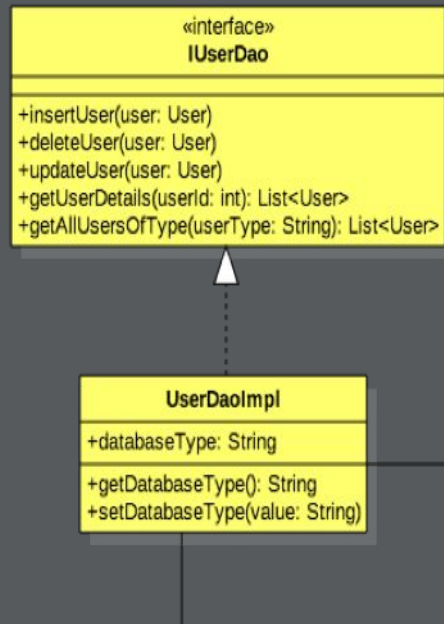 «interface»
IUserDao
+insertUser(user: User)
+deleteUser(user: User)
+updateUser(user: User)
+getUserDetails(userId: int): List<User>
+getAllUsersOfType(userType: String): List<User>
UserDaoImpl
+databaseType: String
+getDatabaseType(): String
+setDatabaseType(value: String)